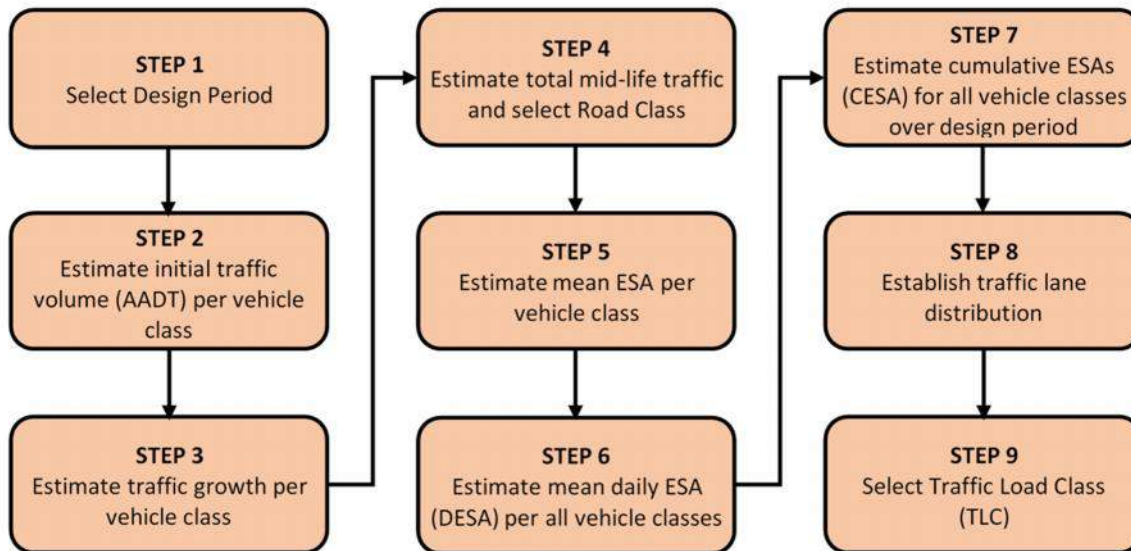 STEP 1
Select Design Period
STEP 2
Estimate initial traffic
volume (AADT) per vehicle
class
STEP 3
Estimate traffic growth per
vehicle class
STEP 4
Estimate total mid-life traffic
and select Road Class
STEP 5
Estimate mean ESA per
vehicle class
STEP 6
Estimate mean daily ESA
(DESA) per all vehicle classes
STEP 7
Estimate cumulative ESAs
(CESA) for all vehicle classes
over design period
STEP 8
Establish traffic lane
distribution
STEP 9
Select Traffic Load Class
(TLC)